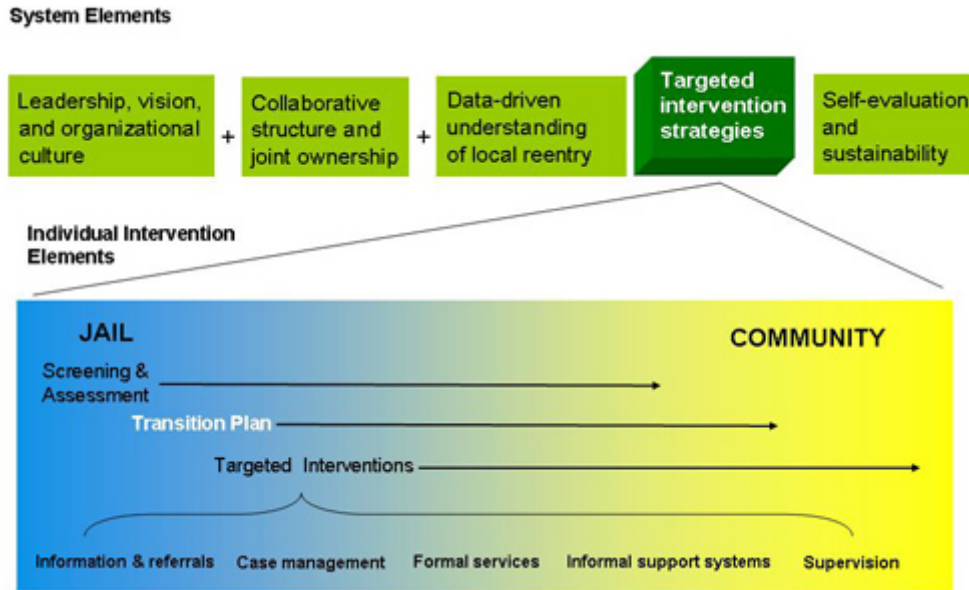 System Elements
Leadership, vision,
and organizational
culture
+
Collaborative
structure and
joint ownership
+
Data-driven
understanding
of local reentry
Targeted
intervention
strategies
Self-evaluation
and
sustainability
Individual Intervention
Elements
JAIL
COMMUNITY
Screening &
Assessment
Transition Plan
Targeted Interventions
Information & referrals
Case management
Formal services
Informal support systems
Supervision